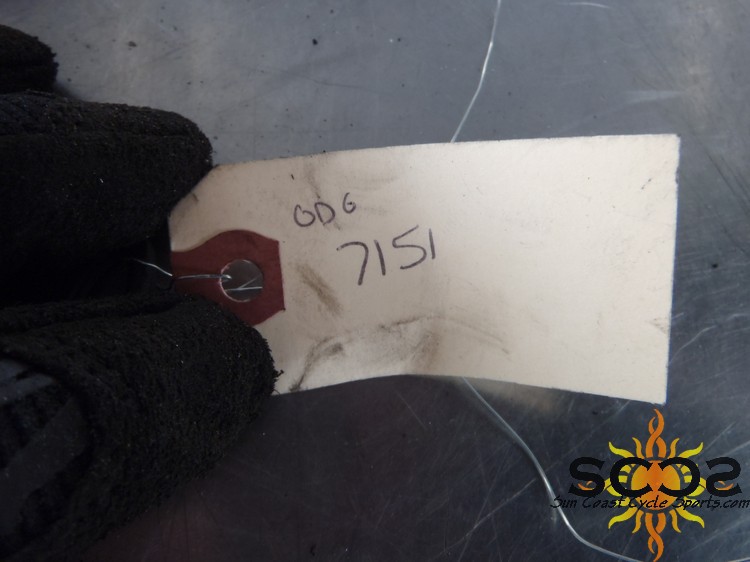 ODG
7151
SCCS
Sun Coast Cycle Sports.com